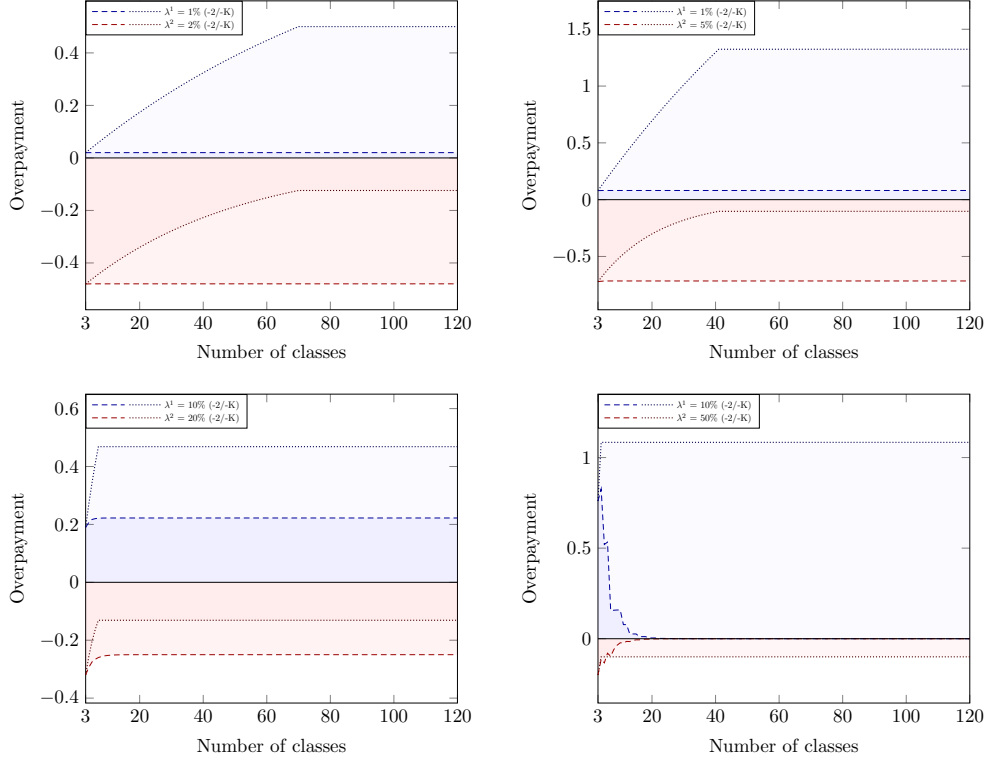 λ¹ = 1% (-2/-K)
λ² = 2% (-2/-K)
Overpayment
0.4
0.2
0
−0.2
−0.4
3 20 40 60 80 100 120
Number of classes
λ¹ = 1% (-2/-K)
λ² = 5% (-2/-K)
Overpayment
1.5
1
0.5
0
−0.5
3 20 40 60 80 100 120
Number of classes
λ¹ = 10% (-2/-K)
λ² = 20% (-2/-K)
Overpayment
0.6
0.4
0.2
0
−0.2
−0.4
3 20 40 60 80 100 120
Number of classes
λ¹ = 10% (-2/-K)
λ² = 50% (-2/-K)
Overpayment
1
0.5
0
3 20 40 60 80 100 120
Number of classes